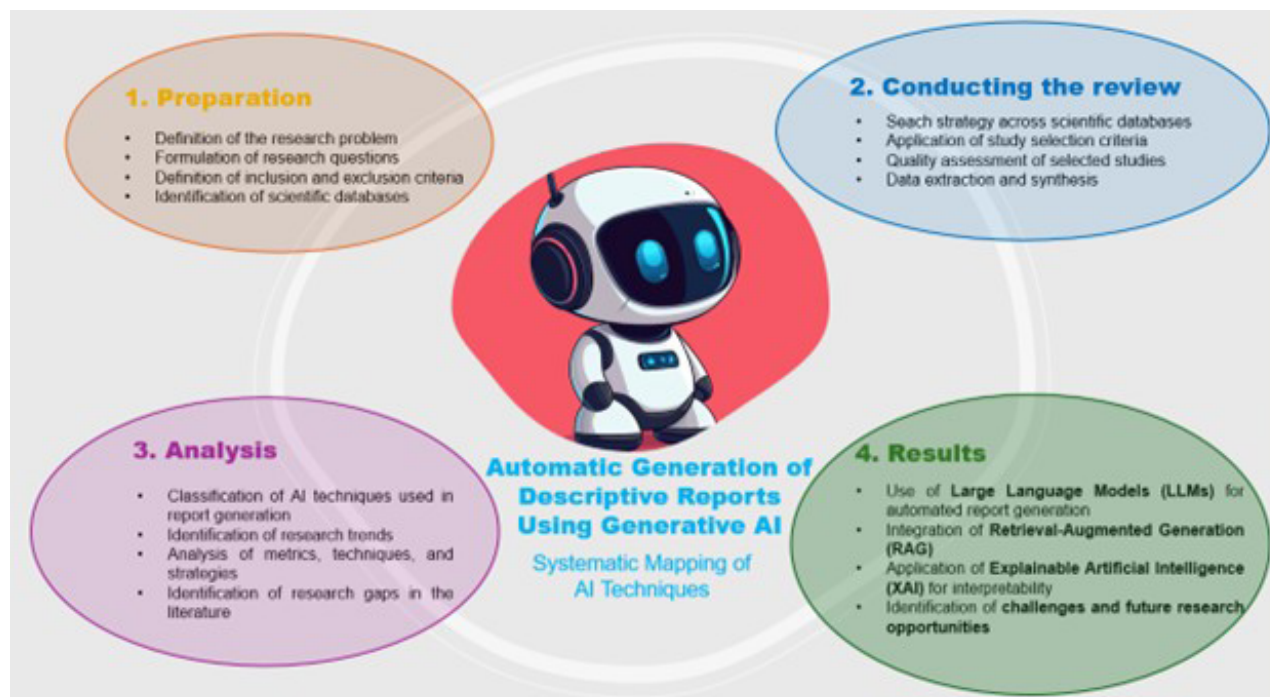 1. Preparation
• Definition of the research problem
• Formulation of research questions
• Definition of inclusion and exclusion criteria
• Identification of scientific databases
2. Conducting the review
• Seach strategy across scientific databases
• Application of study selection criteria
• Quality assessment of selected studies
• Data extraction and synthesis
Automatic Generation of
Descriptive Reports
Using Generative AI
Systematic Mapping of
AI Techniques
3. Analysis
• Classification of AI techniques used in
report generation
• Identification of research trends
• Analysis of metrics, techniques, and
strategies
• Identification of research gaps in the
literature
4. Results
• Use of Large Language Models (LLMs) for
automated report generation
• Integration of Retrieval-Augmented Generation
(RAG)
• Application of Explainable Artificial Intelligence
(XAI) for interpretability
• Identification of challenges and future research
opportunities